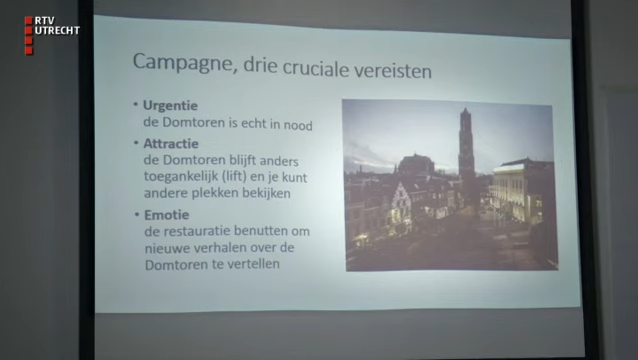 RTV
UTRECHT
Campagne, drie cruciale vereisten
• Urgentie
de Domtoren is echt in nood
• Attractie
de Domtoren blijft anders
toegankelijk (lift) en je kunt
andere plekken bekijken
• Emotie
de restauratie benutten om
nieuwe verhalen over de
Domtoren te vertellen